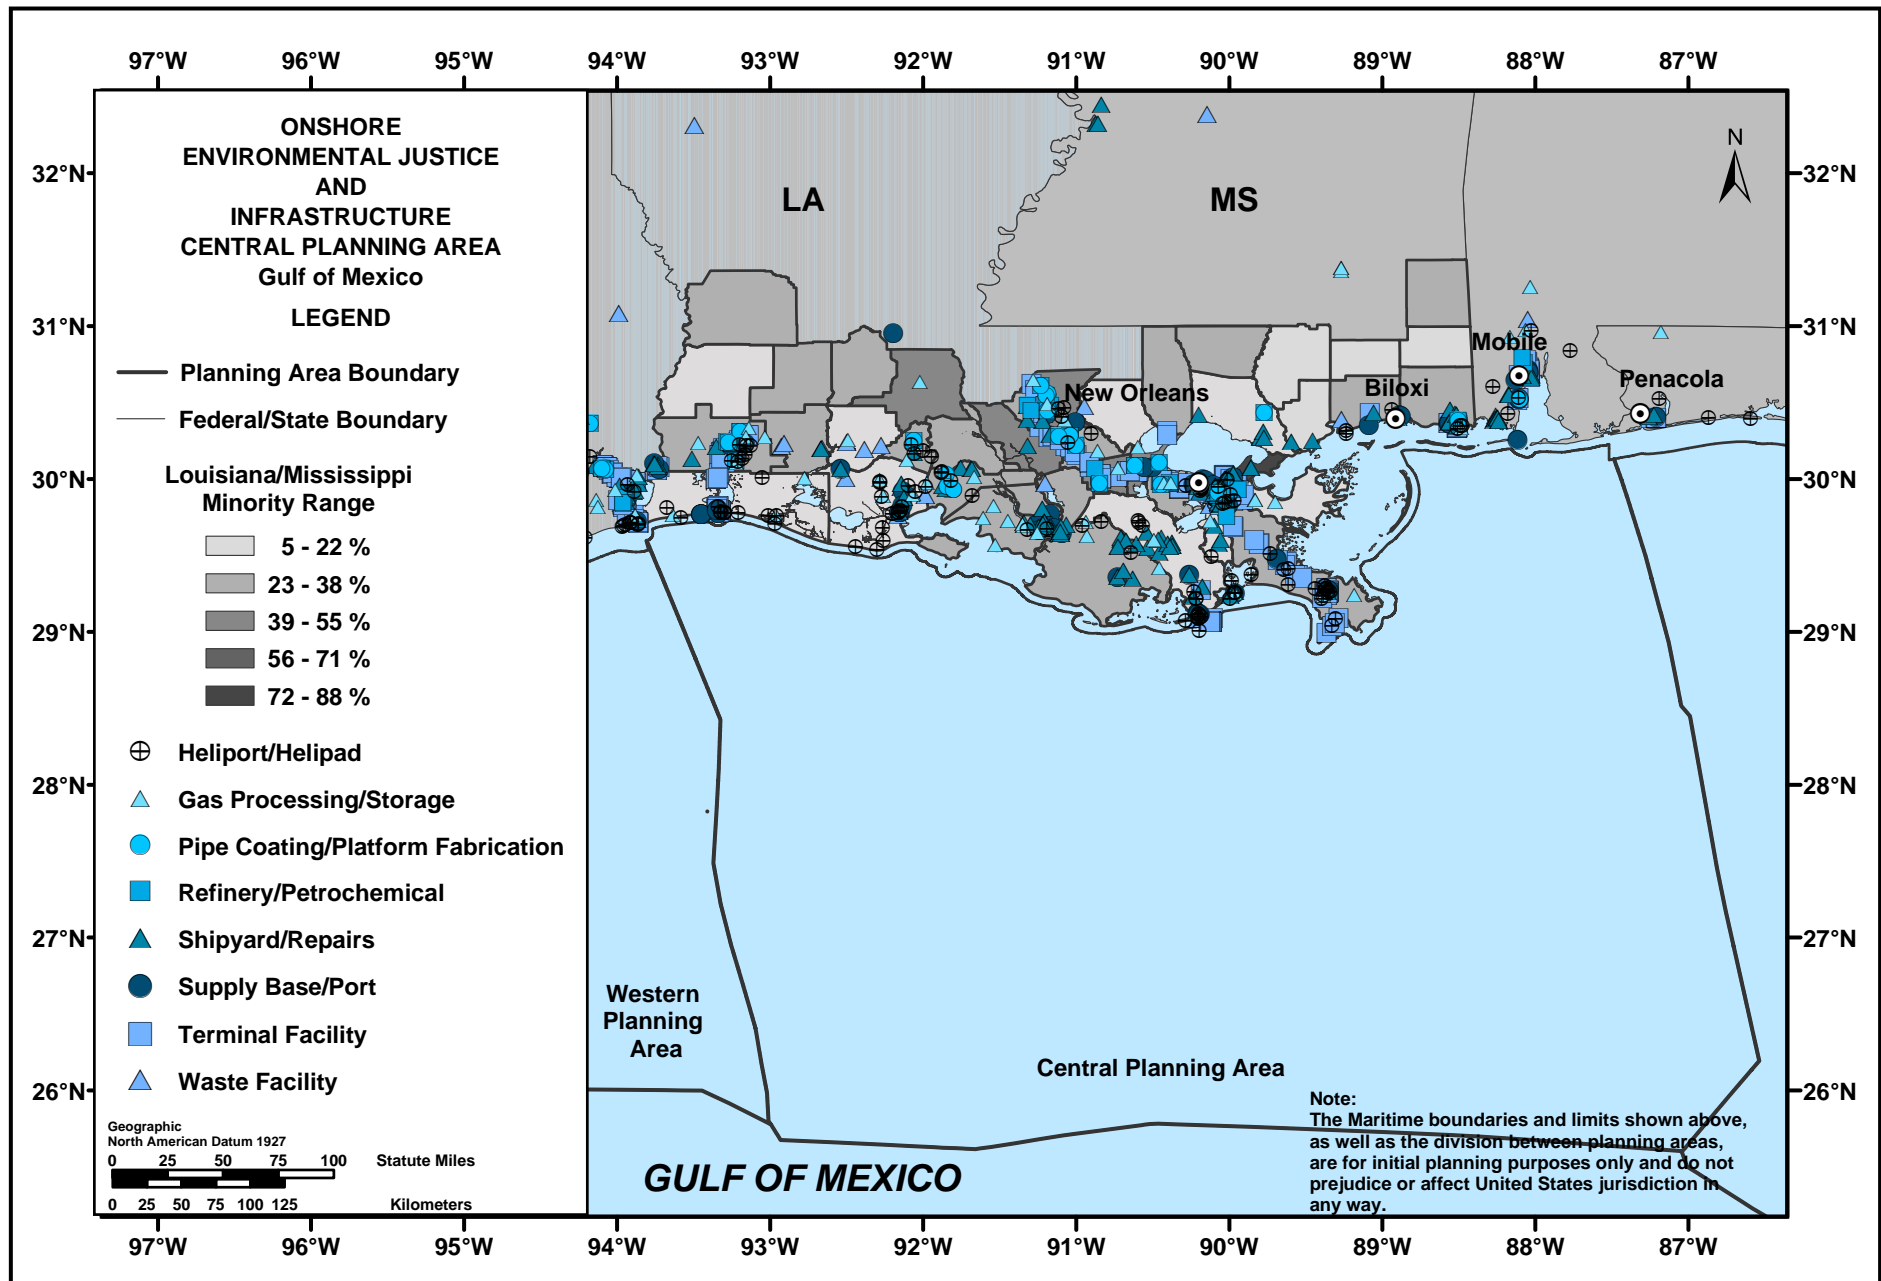 97°W 96°W 95°W 94°W 93°W 92°W 91°W 90°W 89°W 88°W 87°W
ONSHORE
ENVIRONMENTAL JUSTICE
AND
INFRASTRUCTURE
CENTRAL PLANNING AREA
Gulf of Mexico
LEGEND
Planning Area Boundary
Federal/State Boundary
Louisiana/Mississippi
Minority Range
5 - 22 %
23 - 38 %
39 - 55 %
56 - 71 %
72 - 88 %
Heliport/Helipad
Gas Processing/Storage
Pipe Coating/Platform Fabrication
Refinery/Petrochemical
Shipyard/Repairs
Supply Base/Port
Terminal Facility
Waste Facility
Geographic
North American Datum 1927
0 25 50 75 100 Statute Miles
0 25 50 75 100 125 Kilometers
32°N
31°N
30°N
29°N
28°N
27°N
26°N
LA
MS
N
Mobile
New Orleans
Biloxi
Penacola
Western
Planning
Area
Central Planning Area
GULF OF MEXICO
Note:
The Maritime boundaries and limits shown above,
as well as the division between planning areas,
are for initial planning purposes only and do not
prejudice or affect United States jurisdiction in
any way.
32°N
31°N
30°N
29°N
28°N
27°N
26°N
97°W 96°W 95°W 94°W 93°W 92°W 91°W 90°W 89°W 88°W 87°W